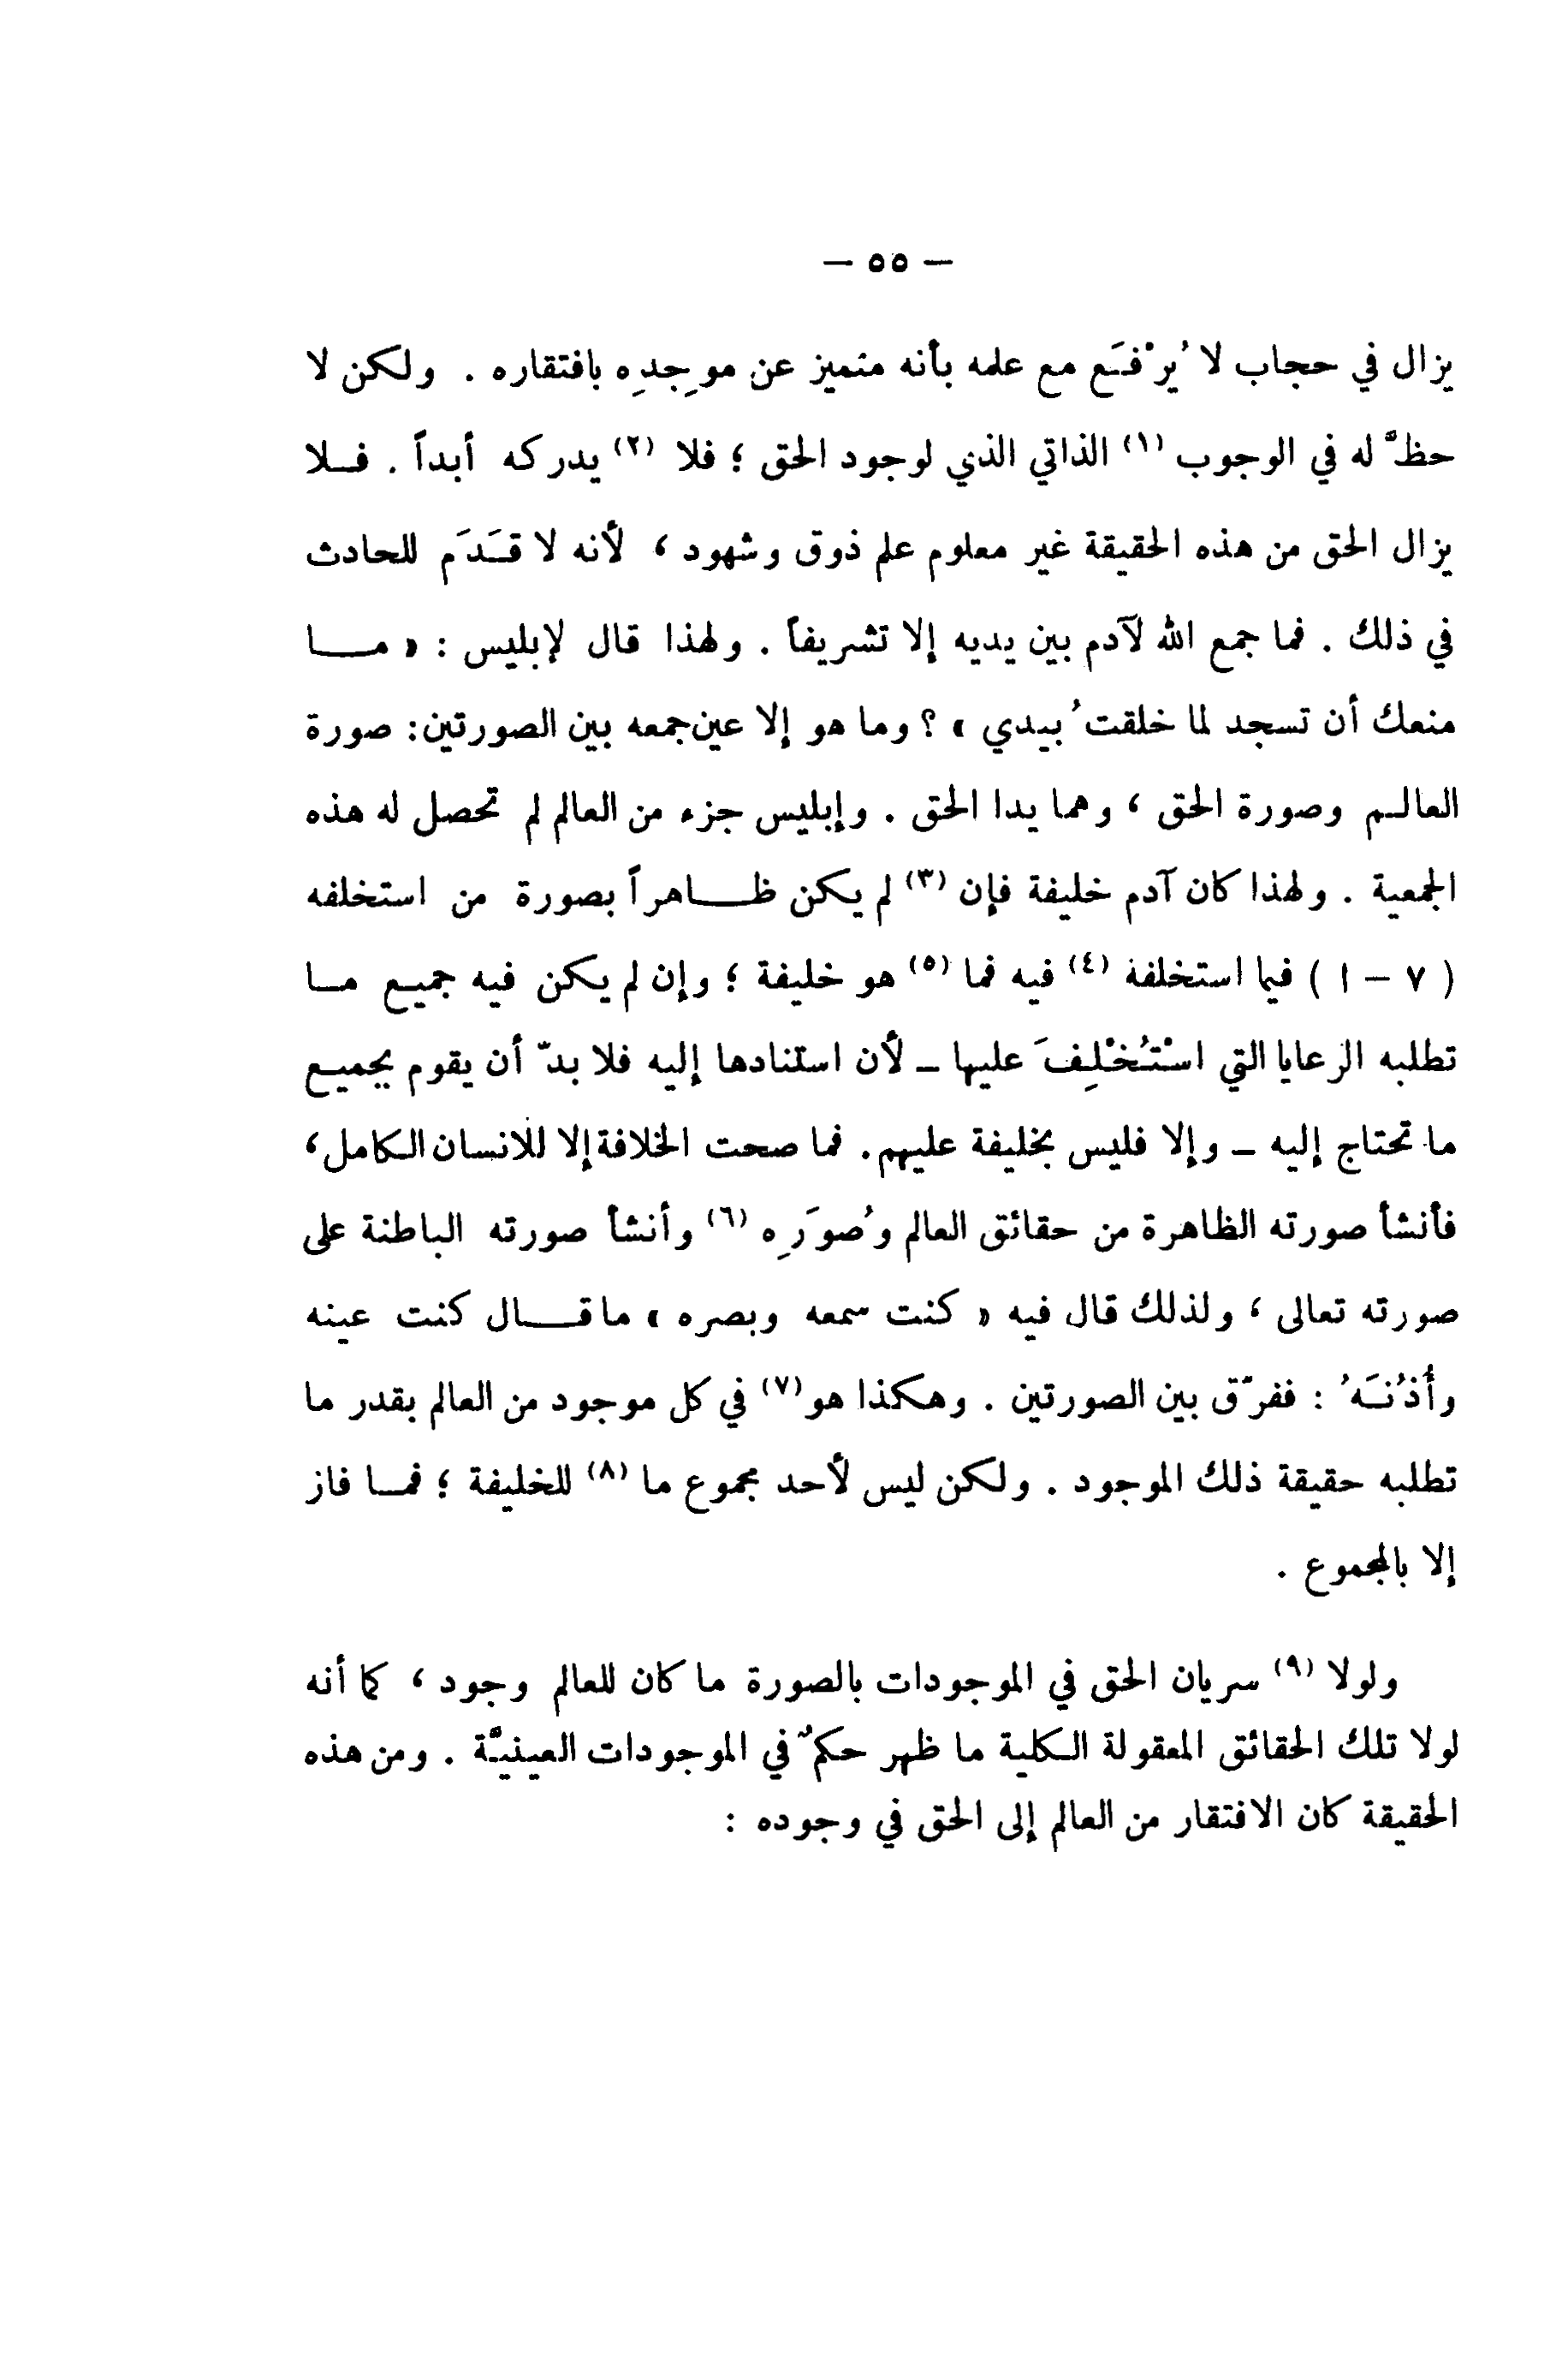 — ٥٥ —
يزال في حجاب لا يُرْفَع مع علمه بأنه متميز عن موجِدِه بافتقاره . ولكن لا
حظَّ له في الوجوب (١) الذاتي الذي لوجود الحق ؛ فلا (٢) يدركه أبداً . فـلا
يزال الحق من هذه الحقيقة غير معلوم علم ذوق وشهود ، لأنه لا قَدَم للحادث
في ذلك . فما جمع الله لآدم بين يديه إلا تشريفاً . ولهذا قال لإبليس : « مـــا
منعك أن تسجد لما خلقتُ بيدي » ؟ وما هو إلا عين جمعه بين الصورتين: صورة
العالـم وصورة الحق ، وهما يدا الحق . وإبليس جزء من العالم لم تحصل له هذه
الجمعية . ولهذا كان آدم خليفة فإن (٣) لم يكن ظـــاهراً بصورة من استخلفه
( ٧ – ا ) فيما استخلفة (٤) فيه فما (٥) هو خليفة ؛ وإن لم يكن فيه جميـع مـا
تطلبه الرعايا التي اسْتُخْلِفَ عليها – لأن استنادها إليه فلا بدّ أن يقوم بجميـع
ما تحتاج إليه – وإلا فليس بخليفة عليهم. فما صحت الخلافة إلا للانسان الكامل،
فأنشأ صورته الظاهرة من حقائق العالم وصُوَرِه (٦) وأنشأ صورته الباطنة على
صورته تعالى ، ولذلك قال فيه « كنت سمعه وبصره » ما قـــال كنت عينه
وأُذُنَهُ : ففرّق بين الصورتين . وهكذا هو (٧) في كل موجود من العالم بقدر ما
تطلبه حقيقة ذلك الموجود . ولكن ليس لأحد مجموع ما (٨) للخليفة ؛ فمـا فاز
إلا بالمجموع .
ولولا (٩) سريان الحق في الموجودات بالصورة ما كان للعالم وجود ، كما أنه
لولا تلك الحقائق المعقولة الكلية ما ظهر حكمٌ في الموجودات العينيَّة . ومن هذه
الحقيقة كان الافتقار من العالم إلى الحق في وجوده :